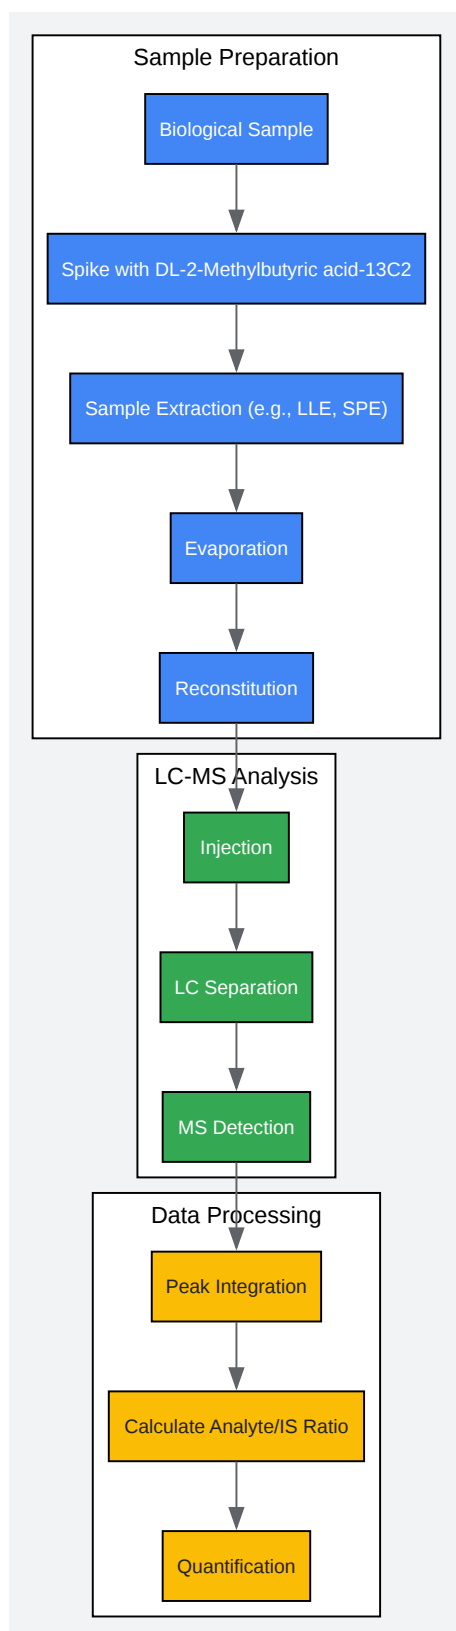 Sample Preparation
Biological Sample
Spike with DL-2-Methylbutyric acid-13C2
Sample Extraction (e.g., LLE, SPE)
Evaporation
Reconstitution
LC-MS Analysis
Injection
LC Separation
MS Detection
Data Processing
Peak Integration
Calculate Analyte/IS Ratio
Quantification